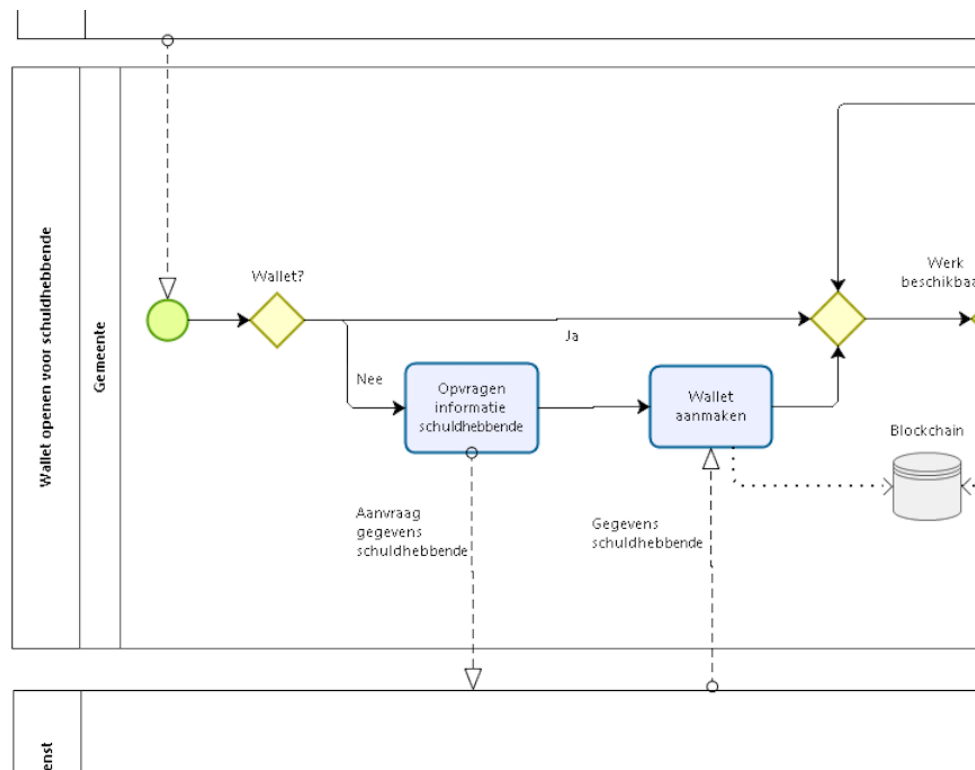 Wallet openen voor schuldhebbende
Gemeente
Wallet?
Ja
Nee
Opvragen
informatie
schuldhebbende
Wallet
aanmaken
Werk
Blockchain
Aanvraag
gegevens
schuldhebbende
Gegevens
schuldhebbende